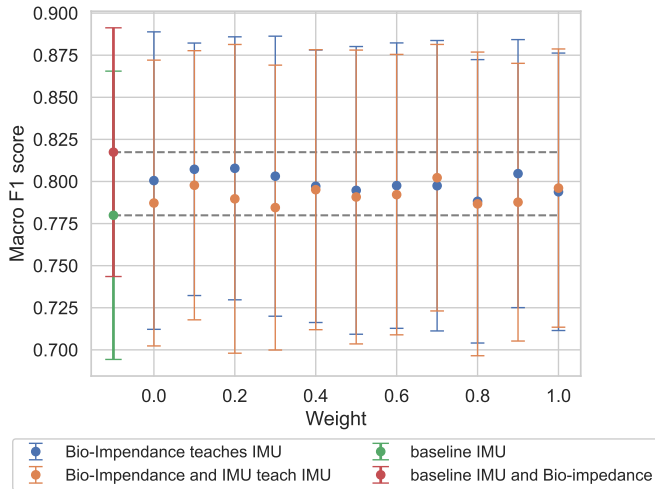 0.900
0.875
0.850
0.825
0.800
0.775
0.750
0.725
0.700
Macro F1 score
0.0 0.2 0.4 0.6 0.8 1.0
Weight
Bio-Impendance teaches IMU
Bio-Impendance and IMU teach IMU
baseline IMU
baseline IMU and Bio-impedance